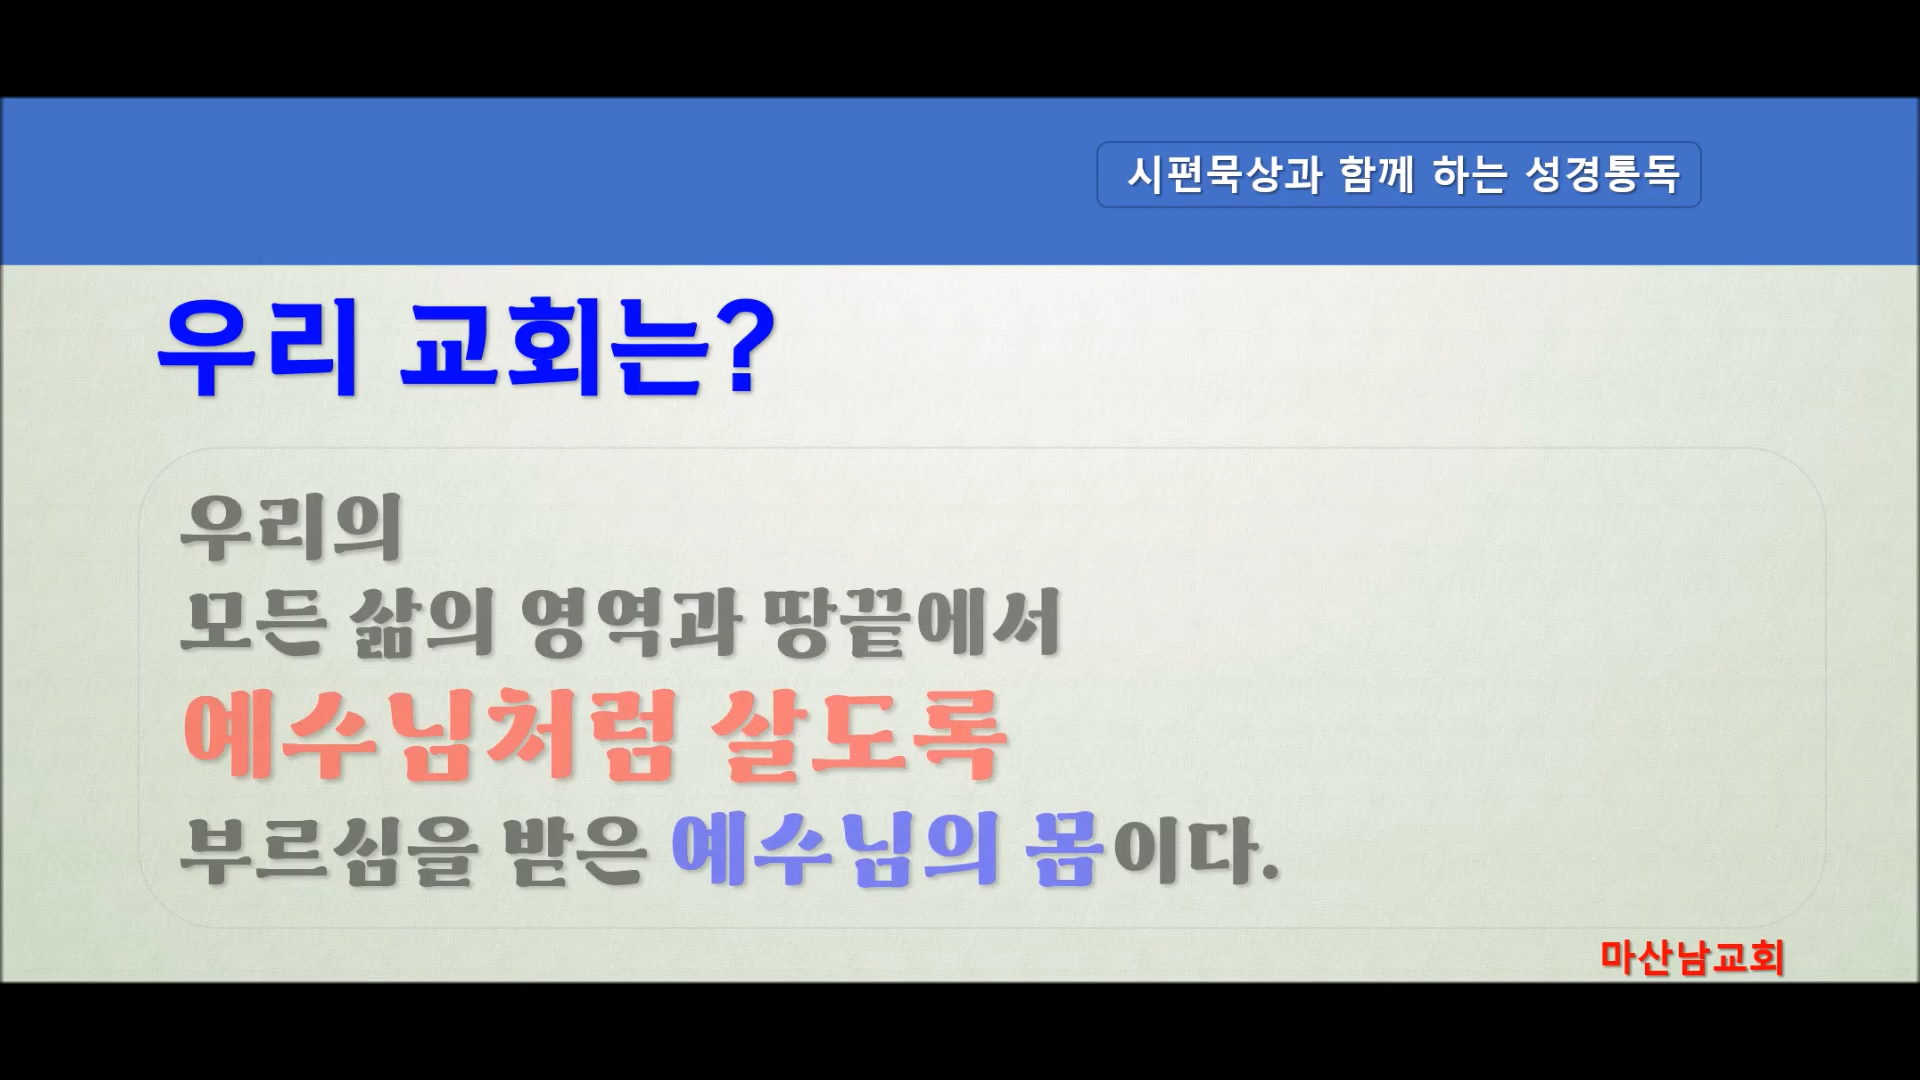 시편묵상과 함께 하는 성경통독
우리 교회는?
우리의
모든 삶의 영역과 땅끝에서
예수님처럼 살도록
부르심을 받은 예수님의 몸이다.
마산남교회